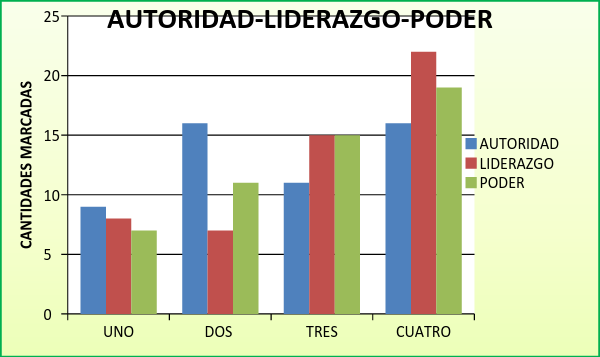 AUTORIDAD-LIDERAZGO-PODER
CANTIDADES MARCADAS
25
20
15
10
5
0
UNO DOS TRES CUATRO
AUTORIDAD
LIDERAZGO
PODER